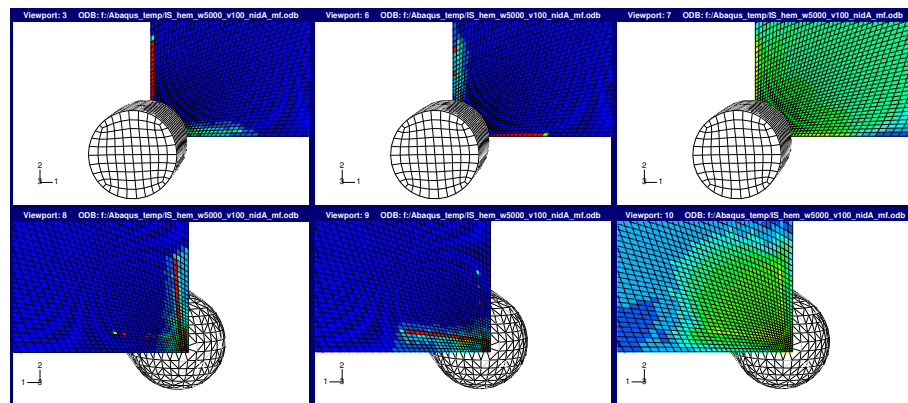 Viewport: 3 ODB: f:/Abaqus_temp/IS_hem_w5000_v100_nidA_mf.odb
Viewport: 6 ODB: f:/Abaqus_temp/IS_hem_w5000_v100_nidA_mf.odb
Viewport: 7 ODB: f:/Abaqus_temp/IS_hem_w5000_v100_nidA_mf.odb
2
3 1
2
3 1
2
3 1
Viewport: 8 ODB: f:/Abaqus_temp/IS_hem_w5000_v100_nidA_mf.odb
Viewport: 9 ODB: f:/Abaqus_temp/IS_hem_w5000_v100_nidA_mf.odb
Viewport: 10 ODB: f:/Abaqus_temp/IS_hem_w5000_v100_nidA_mf.odb
2
1 3
2
1 3
2
1 3